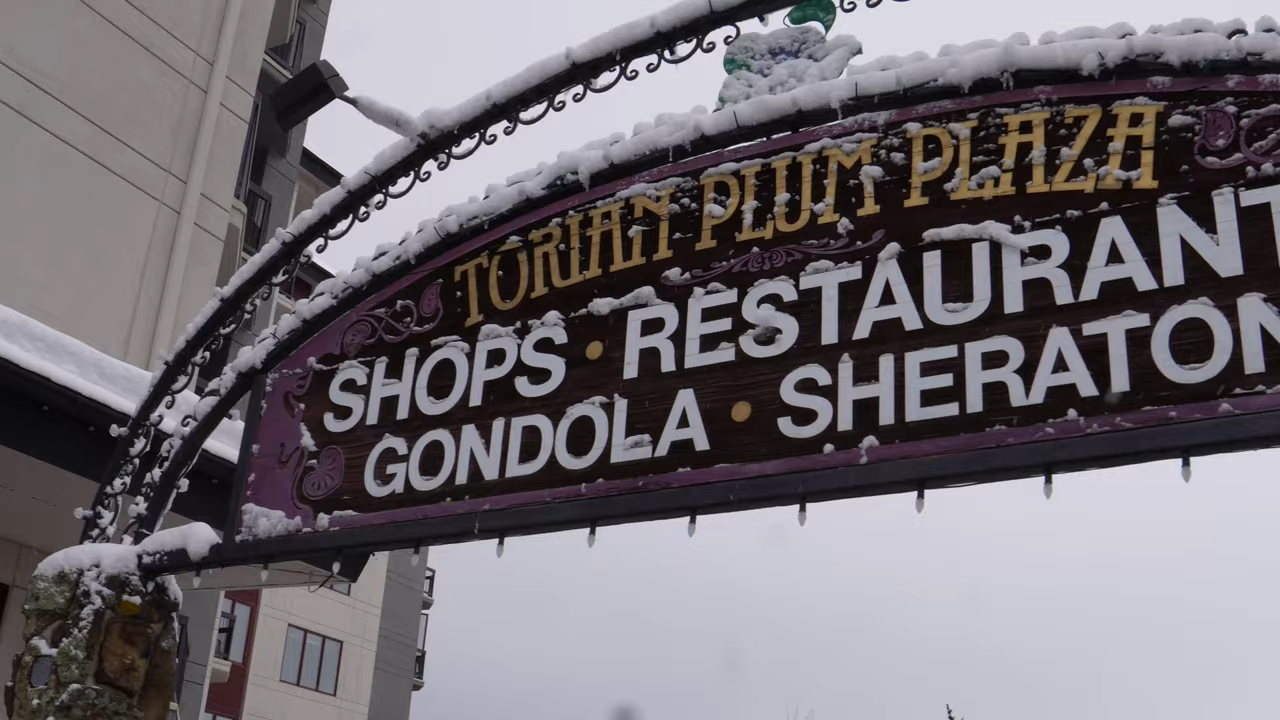 TORIAN PLUM PLAZA
SHOPS • RESTAURANT
GONDOLA • SHERATON